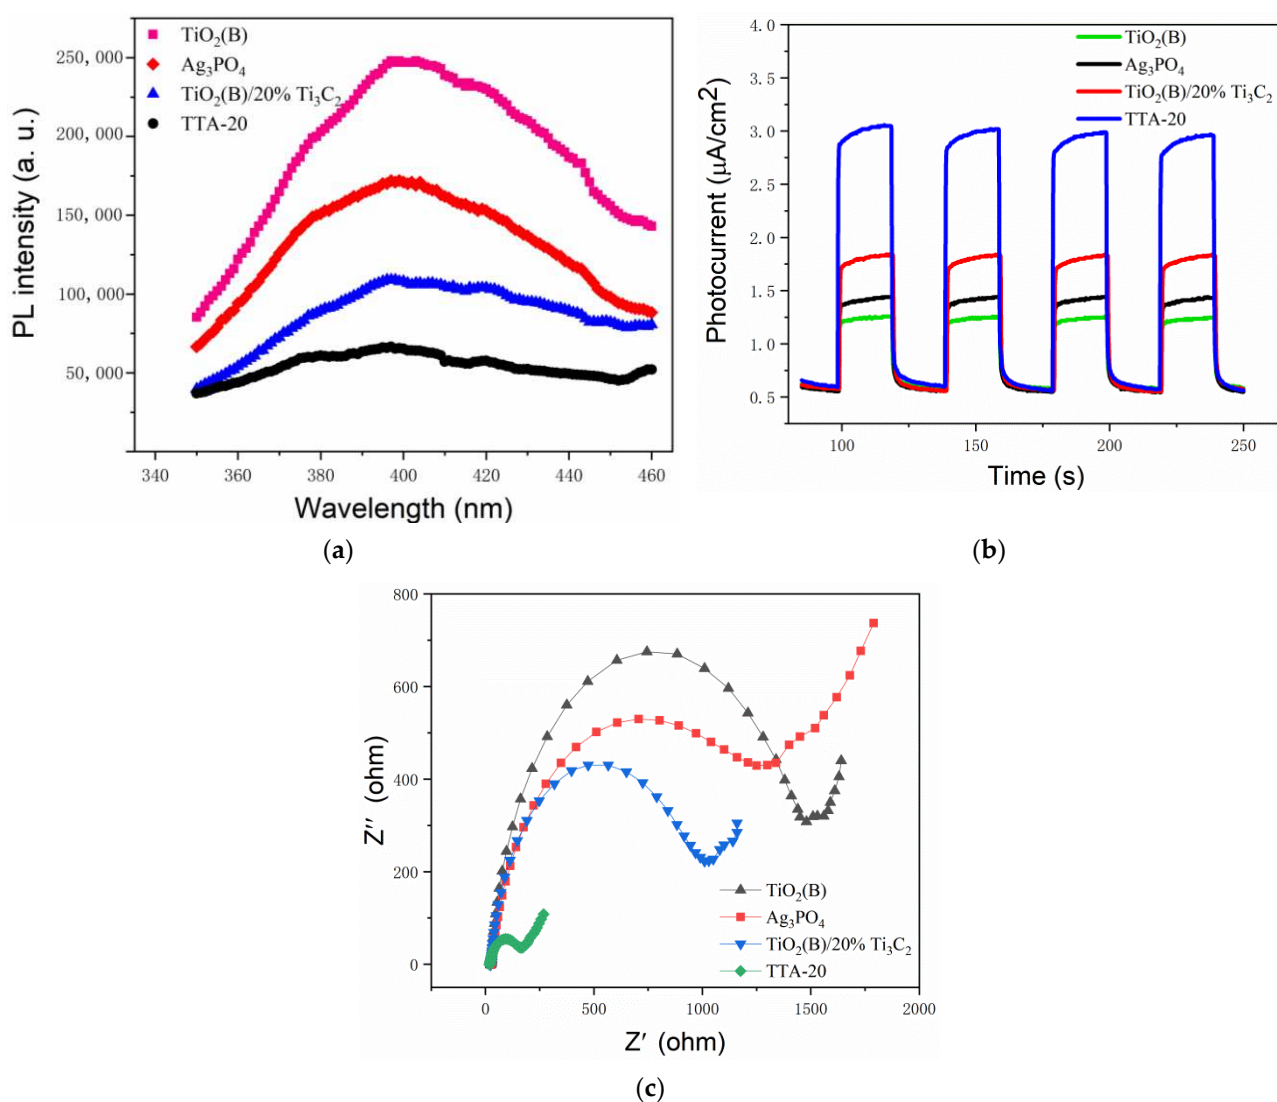 TiO₂(B)
Ag₃PO₄
TiO₂(B)/20% Ti₃C₂
TTA-20
PL intensity (a. u.)
250, 000
200, 000
150, 000
100, 000
50, 000
340 360 380 400 420 440 460
Wavelength (nm)
(a)
TiO₂(B)
Ag₃PO₄
TiO₂(B)/20% Ti₃C₂
TTA-20
Photocurrent (μA/cm²)
4.0
3.5
3.0
2.5
2.0
1.5
1.0
0.5
100 150 200 250
Time (s)
(b)
Z′′ (ohm)
800
600
400
200
0
TiO₂(B)
Ag₃PO₄
TiO₂(B)/20% Ti₃C₂
TTA-20
0 500 1000 1500 2000
Z′ (ohm)
(c)